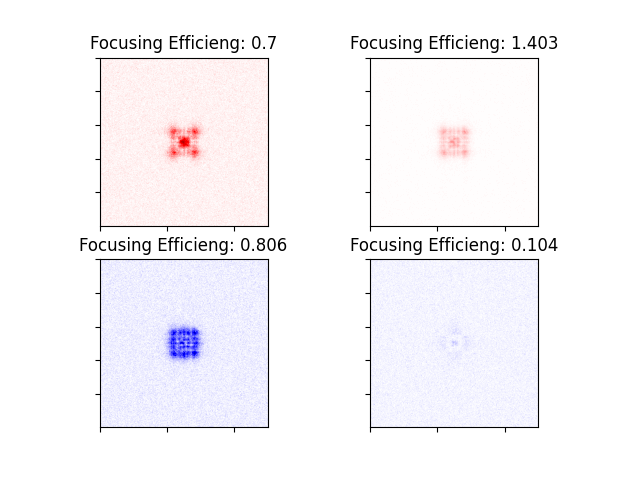 Focusing Efficieng: 0.7
Focusing Efficieng: 1.403
Focusing Efficieng: 0.806
Focusing Efficieng: 0.104